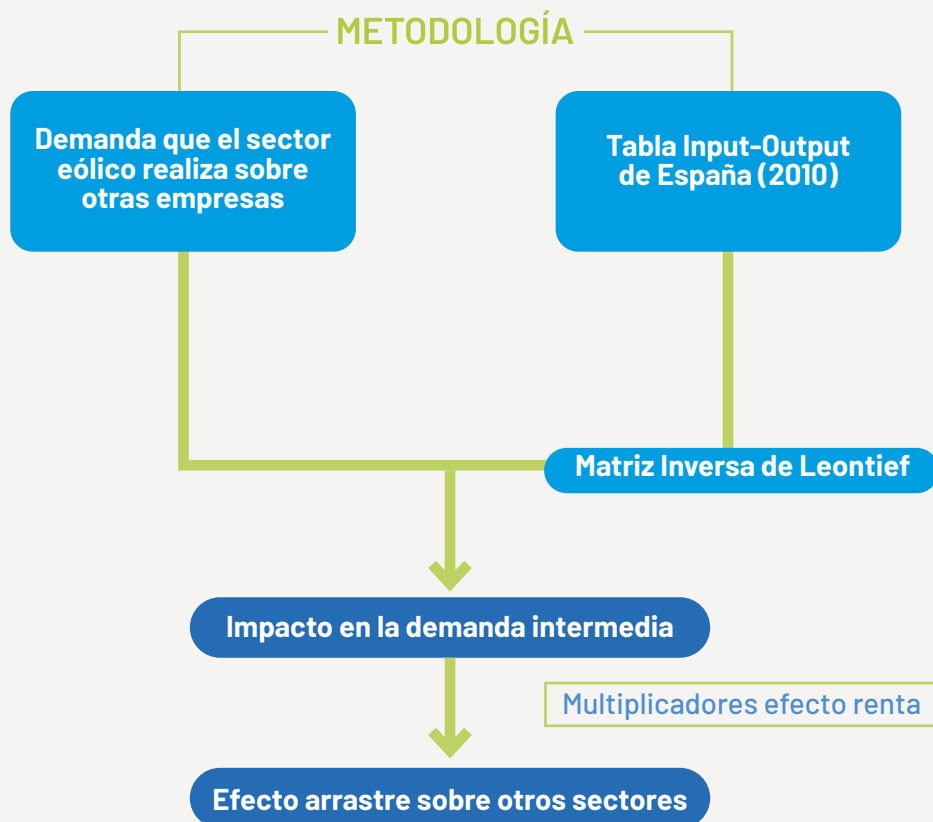 METODOLOGÍA
Demanda que el sector
eólico realiza sobre
otras empresas
Tabla Input-Output
de España (2010)
Matriz Inversa de Leontief
Impacto en la demanda intermedia
Multiplicadores efecto renta
Efecto arrastre sobre otros sectores